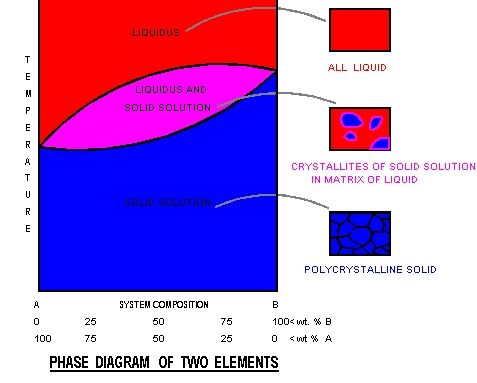 LIQUIDUS
ALL LIQUID
LIQUIDUS AND
SOLID SOLUTION
CRYSTALLITES OF SOLID SOLUTION
IN MATRIX OF LIQUID
SOLID SOLUTION
POLYCRYSTALLINE SOLID
TEMPERATURE
A SYSTEM COMPOSITION B
0 25 50 75 100 < wt. % B
100 75 50 25 0 < wt. % A
PHASE DIAGRAM OF TWO ELEMENTS